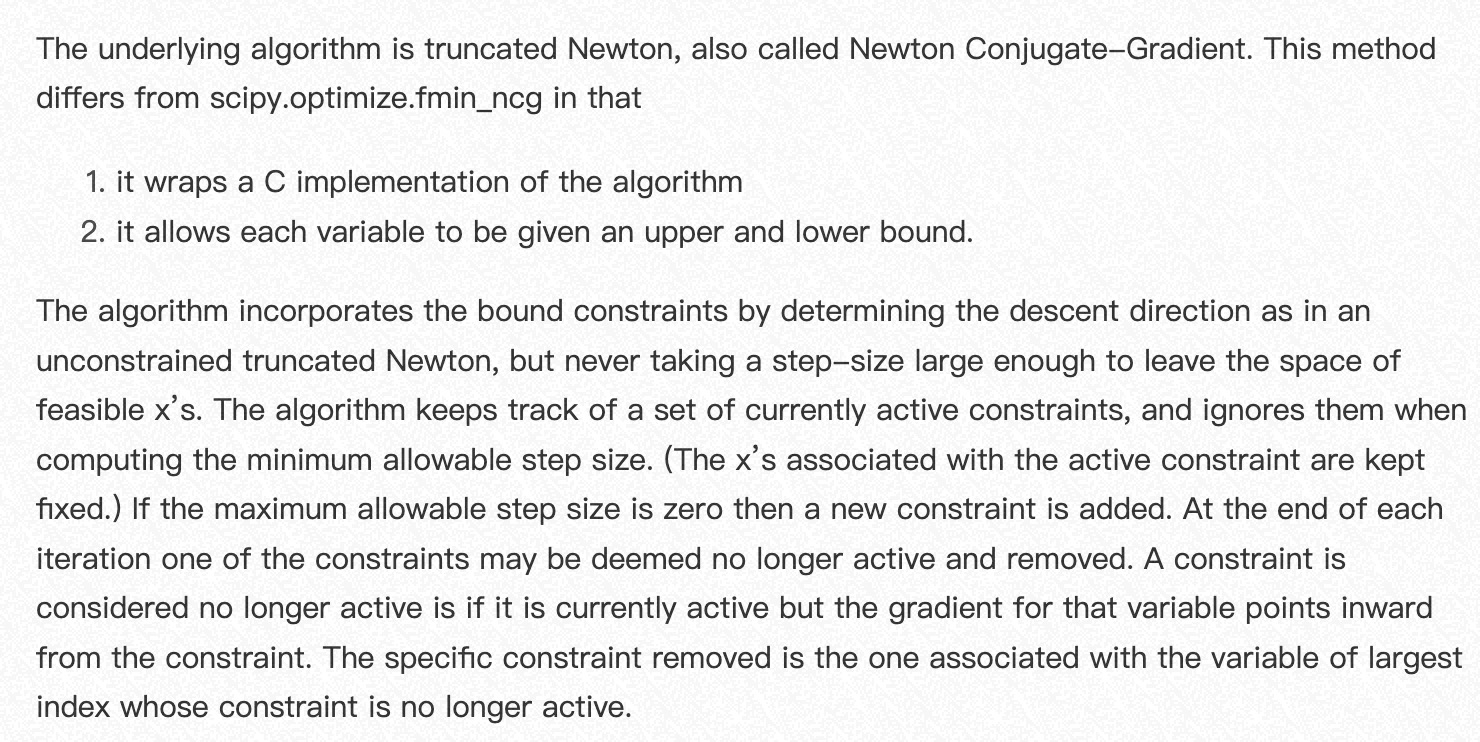 The underlying algorithm is truncated Newton, also called Newton Conjugate-Gradient. This method
differs from scipy.optimize.fmin_ncg in that
1. it wraps a C implementation of the algorithm
2. it allows each variable to be given an upper and lower bound.
The algorithm incorporates the bound constraints by determining the descent direction as in an
unconstrained truncated Newton, but never taking a step-size large enough to leave the space of
feasible x’s. The algorithm keeps track of a set of currently active constraints, and ignores them when
computing the minimum allowable step size. (The x’s associated with the active constraint are kept
fixed.) If the maximum allowable step size is zero then a new constraint is added. At the end of each
iteration one of the constraints may be deemed no longer active and removed. A constraint is
considered no longer active is if it is currently active but the gradient for that variable points inward
from the constraint. The specific constraint removed is the one associated with the variable of largest
index whose constraint is no longer active.